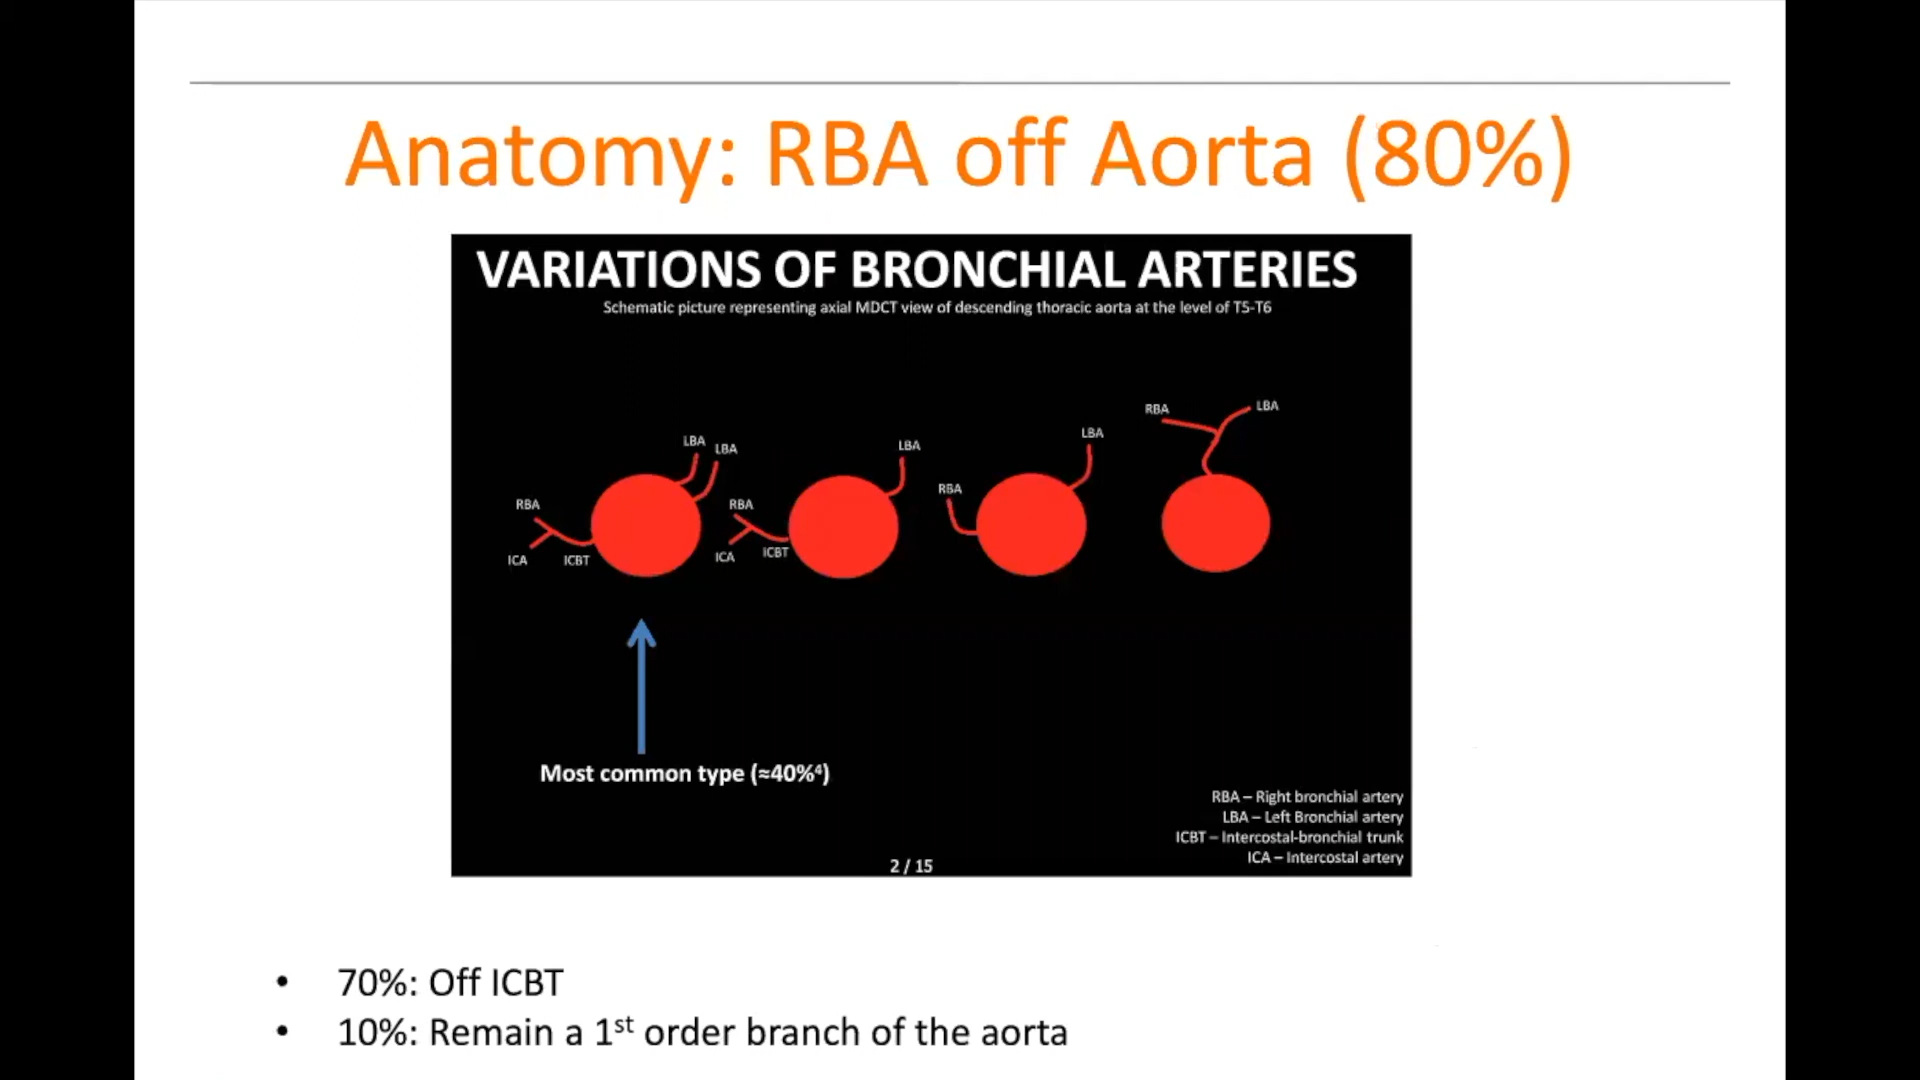 Anatomy: RBA off Aorta (80%)
VARIATIONS OF BRONCHIAL ARTERIES
Schematic picture representing axial MDCT view of descending thoracic aorta at the level of T5-T6
LBA
LBA
RBA
ICA
ICBT
LBA
RBA
ICA
ICBT
LBA
RBA
RBA
LBA
Most common type (≈40%⁴)
RBA – Right bronchial artery
LBA – Left Bronchial artery
ICBT – Intercostal-bronchial trunk
ICA – Intercostal artery
2 / 15
• 70%: Off ICBT
• 10%: Remain a 1st order branch of the aorta